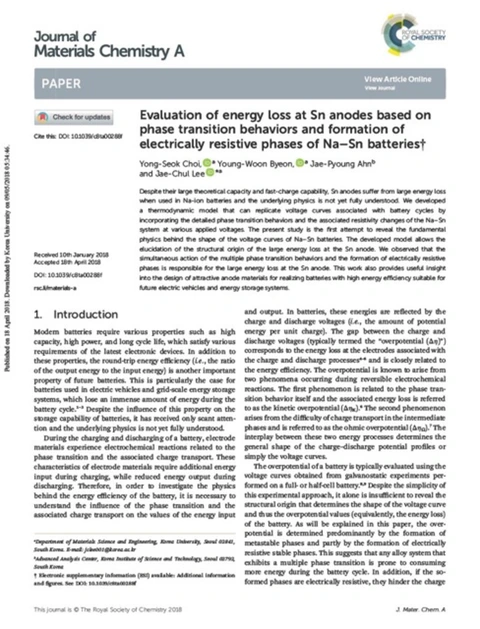 Journal of
Materials Chemistry A
ROYAL SOCIETY
OF CHEMISTRY
PAPER
View Article Online
View Journal
Check for updates
Cite this: DOI: 10.1039/c8ta00288f
Evaluation of energy loss at Sn anodes based on
phase transition behaviors and formation of
electrically resistive phases of Na–Sn batteries†
Yong-Seok Choi, Young-Woon Byeon, Jae-Pyoung Ahn
and Jae-Chul Lee
Despite their large theoretical capacity and fast-charge capability, Sn anodes suffer from large energy loss
when used in Na-ion batteries and the underlying physics is not yet fully understood. We developed
a thermodynamic model that can replicate voltage curves associated with battery cycles by
incorporating the detailed phase transition behaviors and the associated resistivity changes of the Na–Sn
system at various applied voltages. The present study is the first attempt to reveal the fundamental
physics behind the shape of the voltage curves of Na–Sn batteries. The developed model allows the
elucidation of the structural origin of the large energy loss at the Sn anode. We observed that the
simultaneous action of the multiple phase transition behaviors and the formation of electrically resistive
phases is responsible for the large energy loss at the Sn anode. This work also provides useful insight
into the design of attractive anode materials for realizing batteries with high energy efficiency suitable for
future electric vehicles and energy storage systems.
Received 10th January 2018
Accepted 18th April 2018
DOI: 10.1039/c8ta00288f
rsc.li/materials-a
Published on 18 April 2018. Downloaded by Korea University on 09/05/2018 05:34:46.
1. Introduction
Modern batteries require various properties such as high
capacity, high power, and long cycle life, which satisfy various
requirements of the latest electronic devices. In addition to
these properties, the round-trip energy efficiency (i.e., the ratio
of the output energy to the input energy) is another important
property of future batteries. This is particularly the case for
batteries used in electric vehicles and grid-scale energy storage
systems, which lose an immense amount of energy during the
battery cycle. Despite the influence of this property on the
storage capability of batteries, it has received only scant atten-
tion and the underlying physics is not yet fully understood.
During the charging and discharging of a battery, electrode
materials experience electrochemical reactions related to the
phase transition and the associated charge transport. These
characteristics of electrode materials require additional energy
input during charging, while reduced energy output during
discharging. Therefore, in order to investigate the physics
behind the energy efficiency of the battery, it is necessary to
understand the influence of the phase transition and the
associated charge transport on the values of energy input
and output. In batteries, these energies are reflected by the
charge and discharge voltages (i.e., the amount of potential
energy per unit charge). The gap between the charge and
discharge voltages (typically termed the “overpotential (Δη)”)
corresponds to the energy loss at the electrodes associated with
the charge and discharge processes and is closely related to
the energy efficiency. The overpotential is known to arise from
two phenomena occurring during reversible electrochemical
reactions. The first phenomenon is related to the phase tran-
sition behavior itself and the associated energy loss is referred
to as the kinetic overpotential. The second phenomenon
arises from the difficulty of charge transport in the intermediate
phases and is referred to as the ohmic overpotential. The
interplay between these two energy processes determines the
general shape of the charge–discharge potential profiles or
simply the voltage curves.
The overpotential of a battery is typically evaluated using the
voltage curves obtained from galvanostatic experiments per-
formed on a full- or half-cell battery. Despite the simplicity of
this experimental approach, it alone is insufficient to reveal the
structural origin that determines the shape of the voltage curve
and thus the overpotential values (equivalently, the energy loss)
of the battery. As will be explained in this paper, the over-
potential is determined predominantly by the formation of
metastable phases and partly by the formation of electrically
resistive stable phases. This suggests that any alloy system that
exhibits a multiple phase transition is prone to consuming
more energy during the battery cycle. In addition, if the so-
formed phases are electrically resistive, they hinder the charge
Department of Materials Science and Engineering, Korea University, Seoul 02841,
South Korea. E-mail:
Advanced Analysis Center, Korea Institute of Science and Technology, Seoul 02792,
South Korea
† Electronic supplementary information (ESI) available: Additional information
and figures. See DOI: 10.1039/c8ta00288f
This journal is © The Royal Society of Chemistry 2018
J. Mater. Chem. A